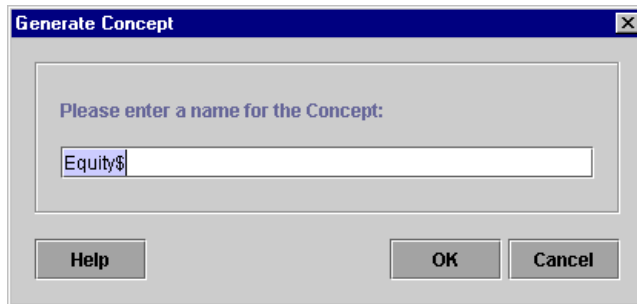 Generate Concept
Please enter a name for the Concept:
Equity$
Help OK Cancel